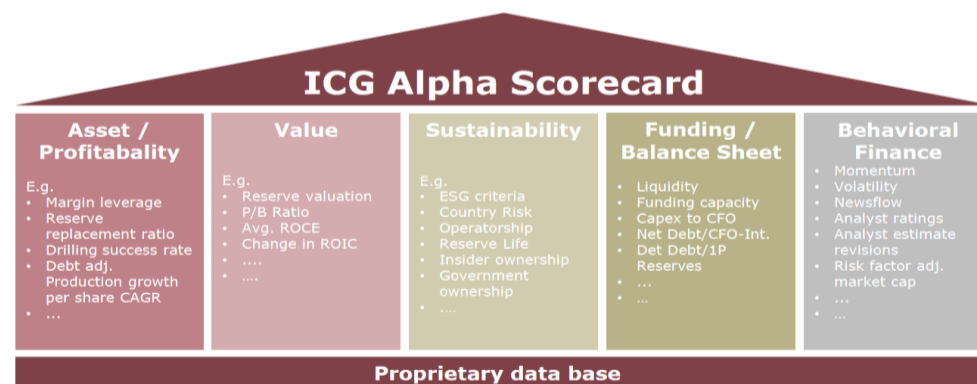 ICG Alpha Scorecard
Asset /
Profitabality
E.g.
• Margin leverage
• Reserve
replacement ratio
• Drilling success rate
• Debt adj.
Production growth
per share CAGR
• ...
Value
E.g.
• Reserve valuation
• P/B Ratio
• Avg. ROCE
• Change in ROIC
• ....
• ....
Sustainability
E.g.
• ESG criteria
• Country Risk
• Operatorship
• Reserve Life
• Insider ownership
• Government
ownership
• ....
Funding /
Balance Sheet
• Liquidity
• Funding capacity
• Capex to CFO
• Net Debt/CFO-Int.
• Det Debt/1P
Reserves
• ...
• ...
Behavioral
Finance
• Momentum
• Volatility
• Newsflow
• Analyst ratings
• Analyst estimate
revisions
• Risk factor adj.
market cap
• ...
• ...
Proprietary data base